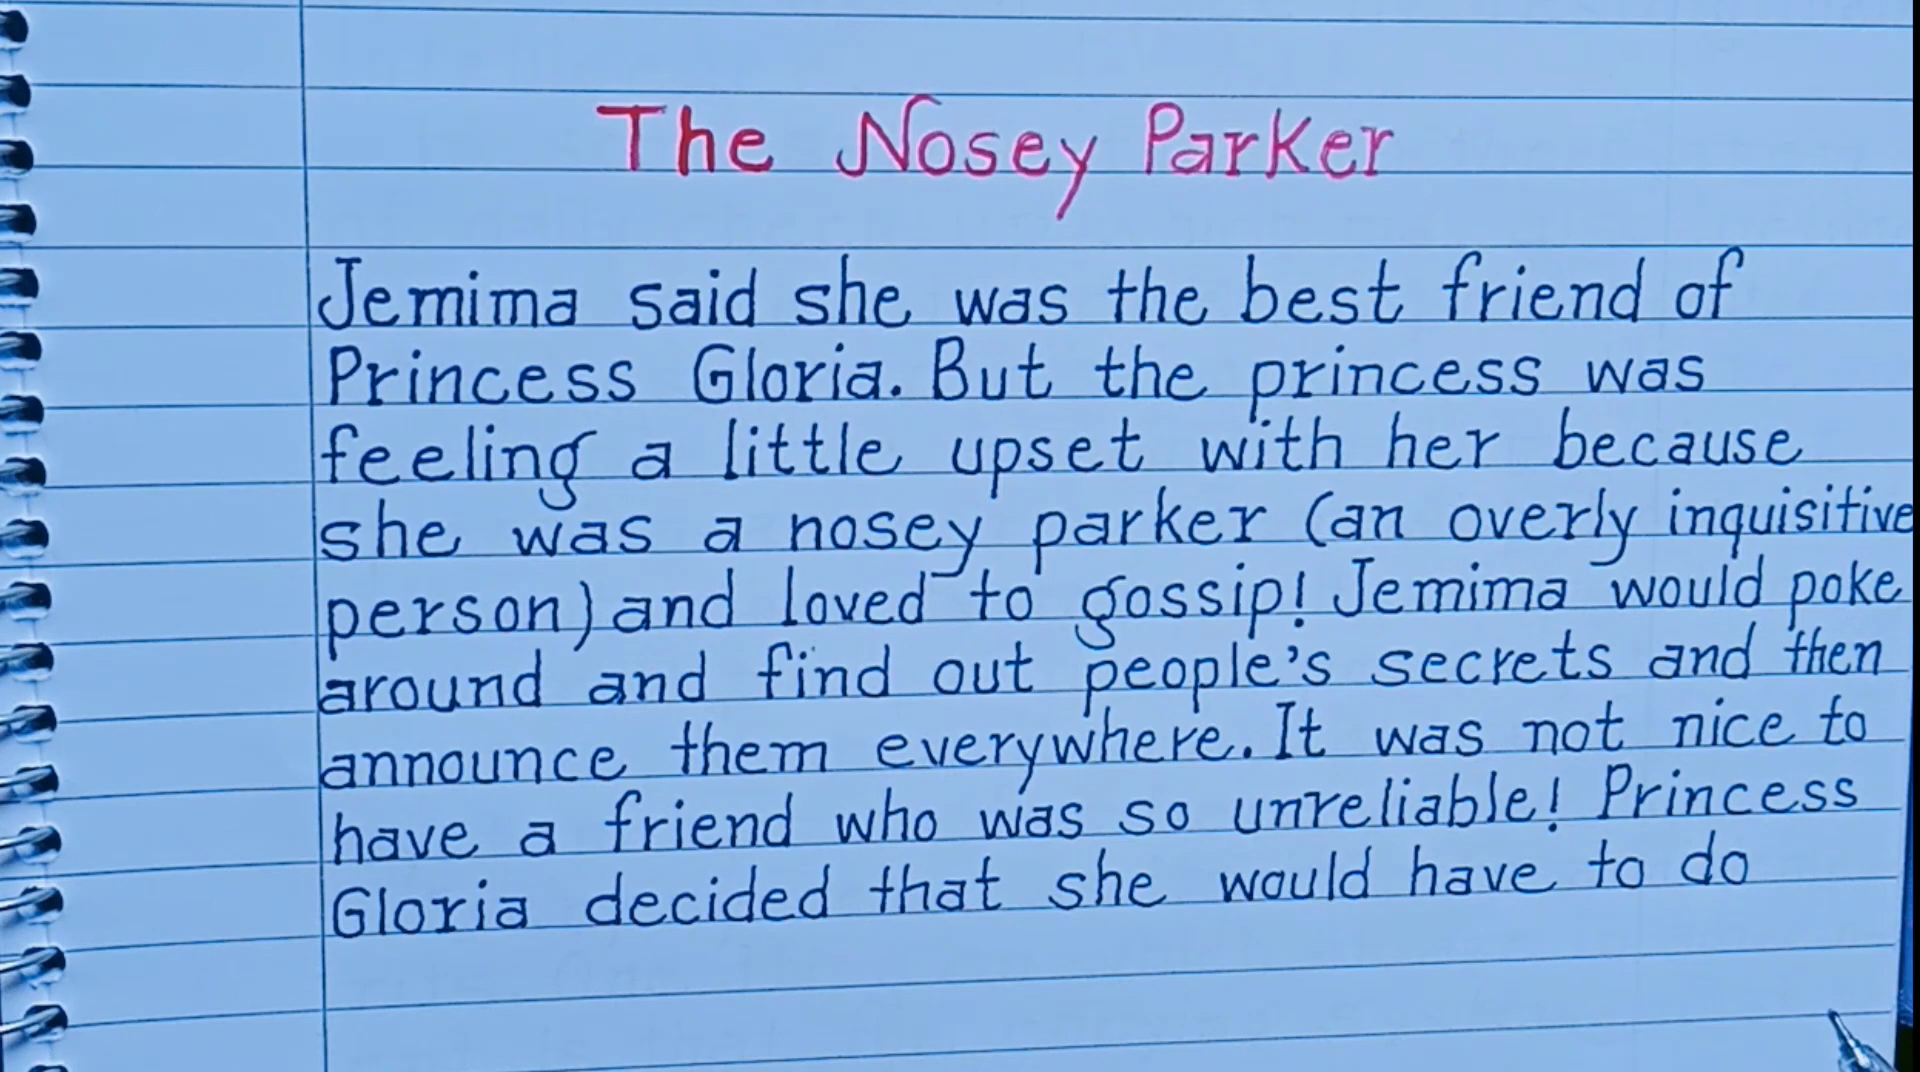 The Nosey Parker
Jemima said she was the best friend of
Princess Gloria. But the princess was
feeling a little upset with her because
she was a nosey parker (an overly inquisitive
person) and loved to gossip! Jemima would poke
around and find out people's secrets and then
announce them everywhere. It was not nice to
have a friend who was so unreliable! Princess
Gloria decided that she would have to do